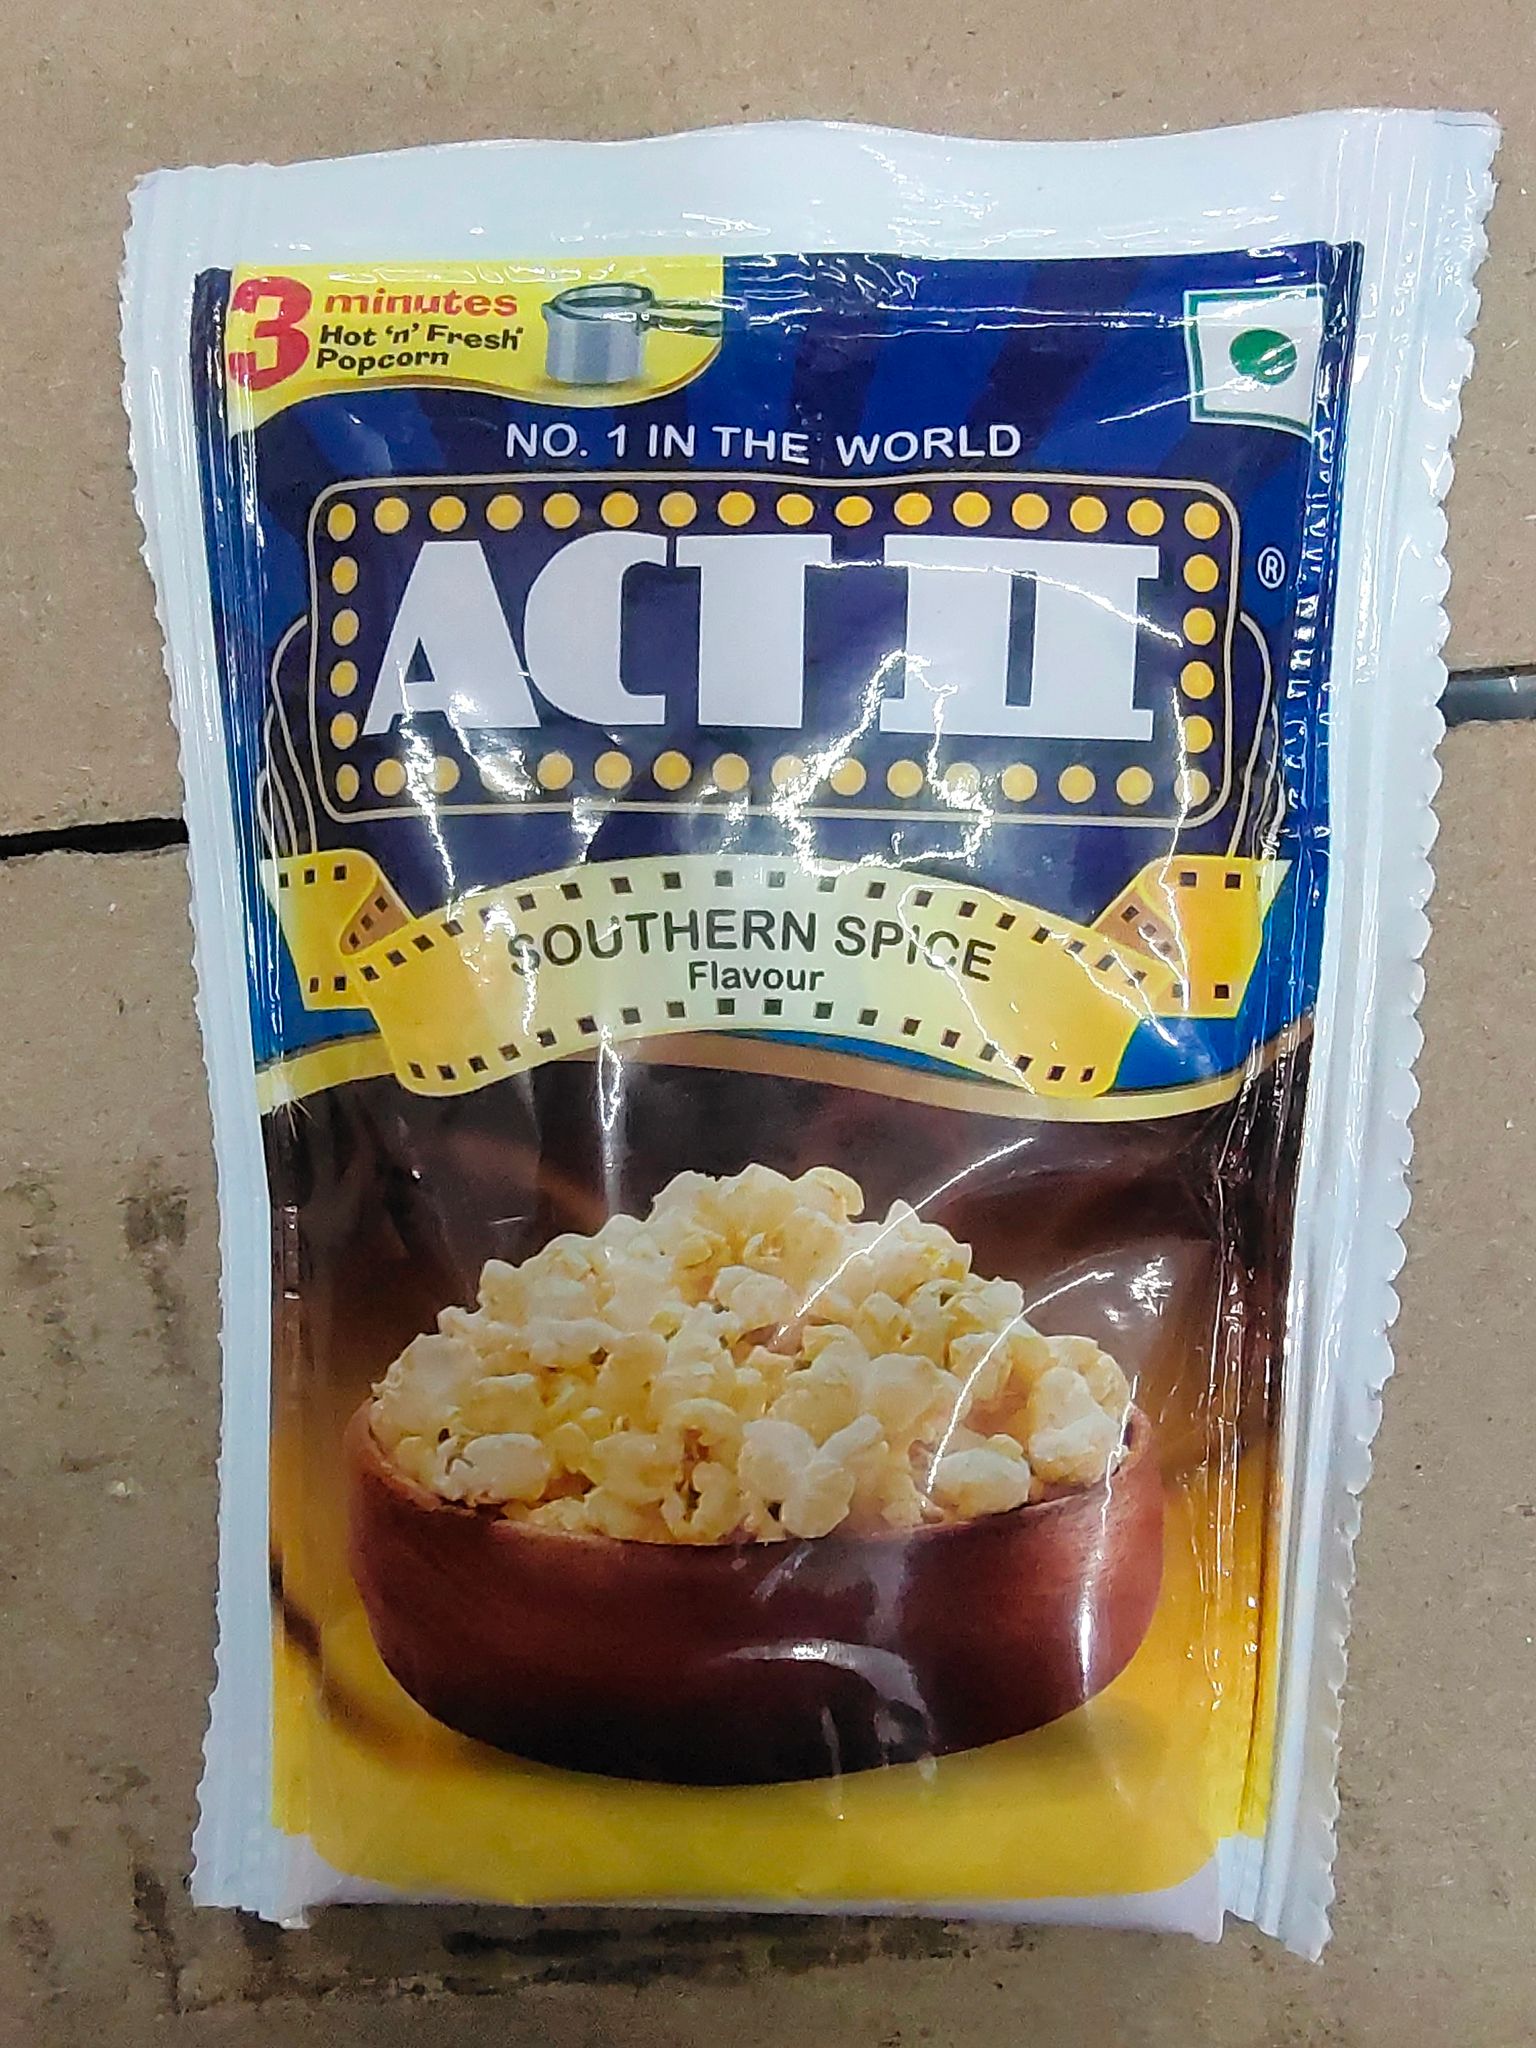 3 minutes
Hot 'n' Fresh
Popcorn
NO. 1 IN THE WORLD
ACT II ®
SOUTHERN SPICE
Flavour